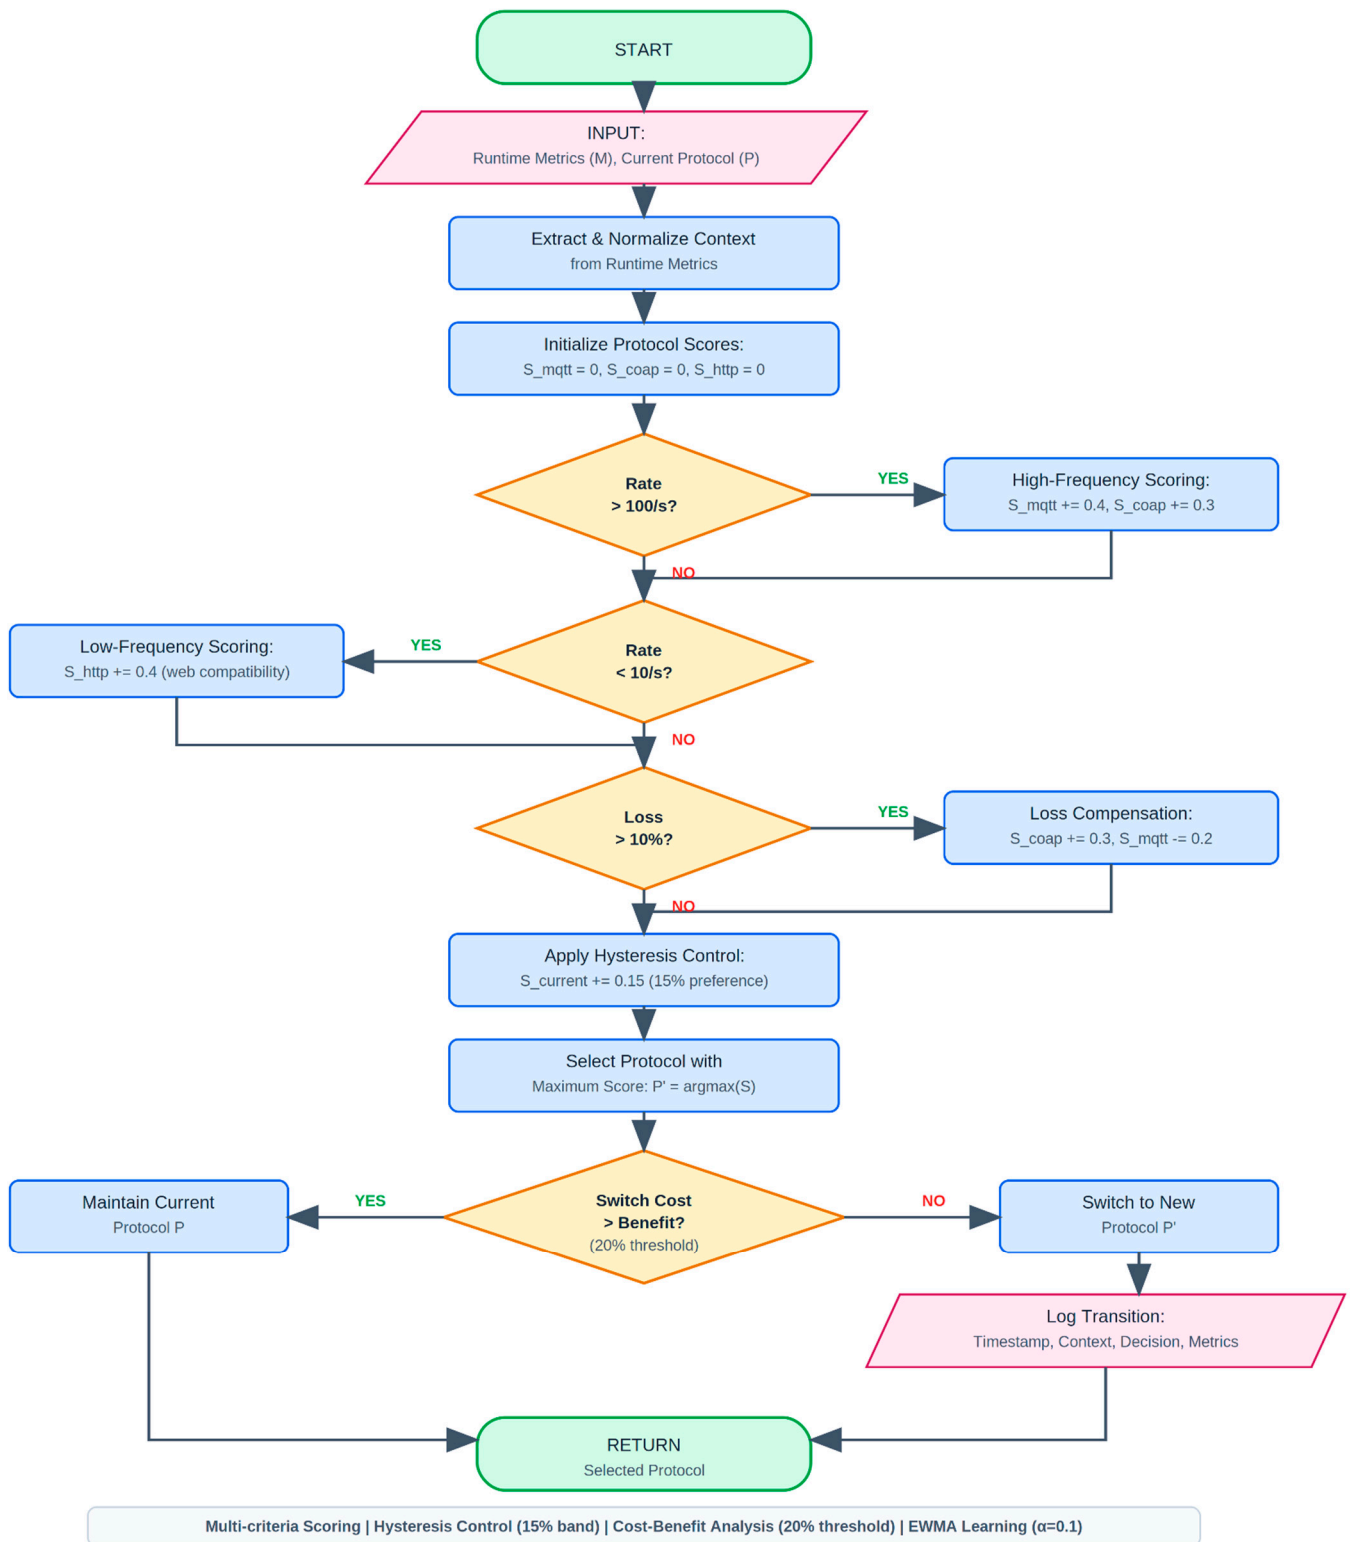 START
INPUT:
Runtime Metrics (M), Current Protocol (P)
Extract & Normalize Context
from Runtime Metrics
Initialize Protocol Scores:
S_mqtt = 0, S_coap = 0, S_http = 0
Rate
> 100/s?
YES
High-Frequency Scoring:
S_mqtt += 0.4, S_coap += 0.3
NO
Rate
< 10/s?
YES
Low-Frequency Scoring:
S_http += 0.4 (web compatibility)
NO
Loss
> 10%?
YES
Loss Compensation:
S_coap += 0.3, S_mqtt -= 0.2
NO
Apply Hysteresis Control:
S_current += 0.15 (15% preference)
Select Protocol with
Maximum Score: P' = argmax(S)
Switch Cost
> Benefit?
(20% threshold)
YES
Maintain Current
Protocol P
NO
Switch to New
Protocol P'
Log Transition:
Timestamp, Context, Decision, Metrics
RETURN
Selected Protocol
Multi-criteria Scoring | Hysteresis Control (15% band) | Cost-Benefit Analysis (20% threshold) | EWMA Learning (α=0.1)